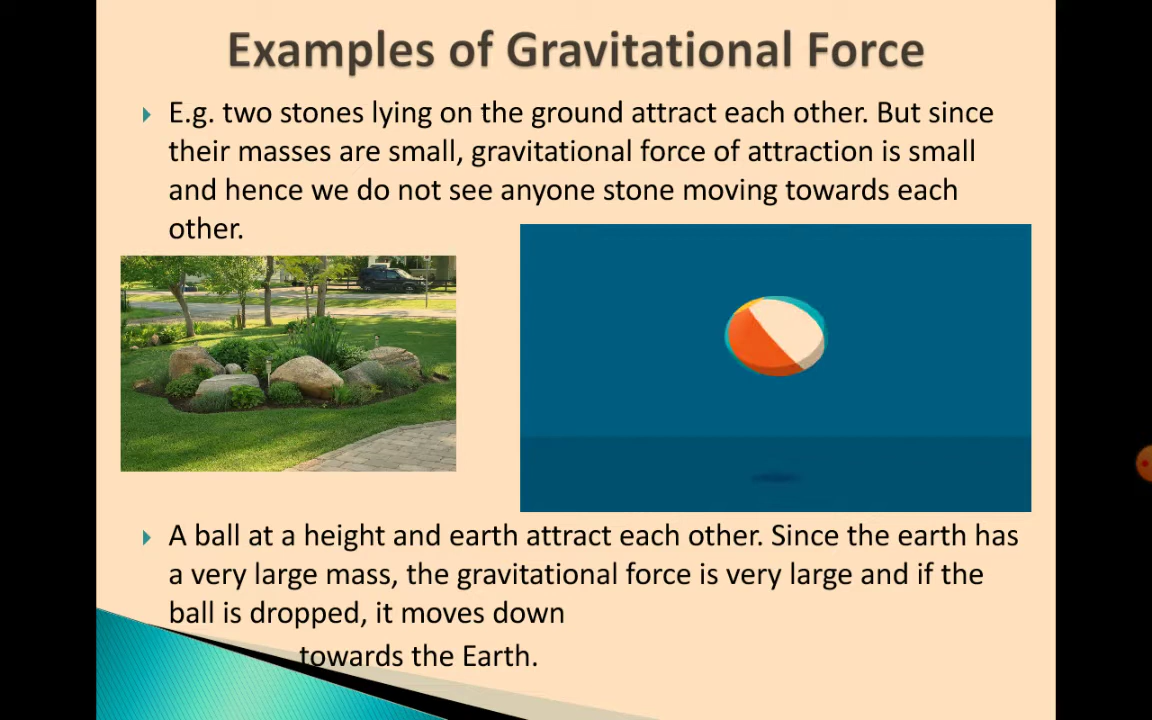 Examples of Gravitational Force
E.g. two stones lying on the ground attract each other. But since
their masses are small, gravitational force of attraction is small
and hence we do not see anyone stone moving towards each
other.
A ball at a height and earth attract each other. Since the earth has
a very large mass, the gravitational force is very large and if the
ball is dropped, it moves down
towards the Earth.